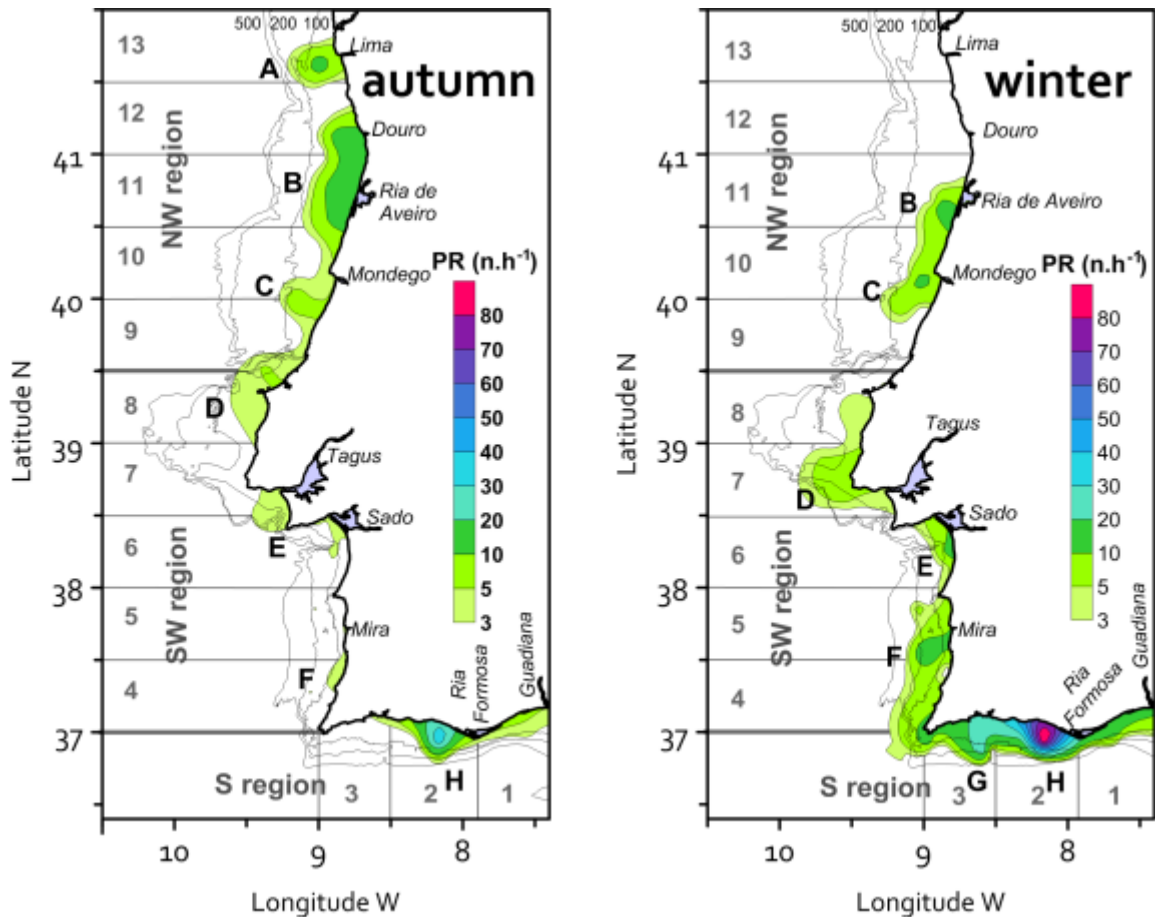 500 200 100
13
Lima
A
autumn
12
Douro
41
NW region
11
B
Ria de
Aveiro
10
PR (n.h⁻¹)
Mondego
C
40
80
9
70
60
8
D
50
39
Tagus
40
7
30
Sado
20
6
E
10
38
5
5
SW region
Mira
3
F
4
Ria
Formosa
Guadiana
37
S region
3
2
H
1
10
9
8
Latitude N
Longitude W
500 200 100
13
Lima
winter
12
Douro
41
NW region
11
B
Ria de Aveiro
10
PR (n.h⁻¹)
Mondego
C
40
80
9
70
60
8
50
39
Tagus
40
7
30
D
Sado
20
6
E
10
38
5
5
SW region
Mira
3
F
4
Ria
Formosa
Guadiana
37
S region
3
G
2
H
1
10
9
8
Latitude N
Longitude W